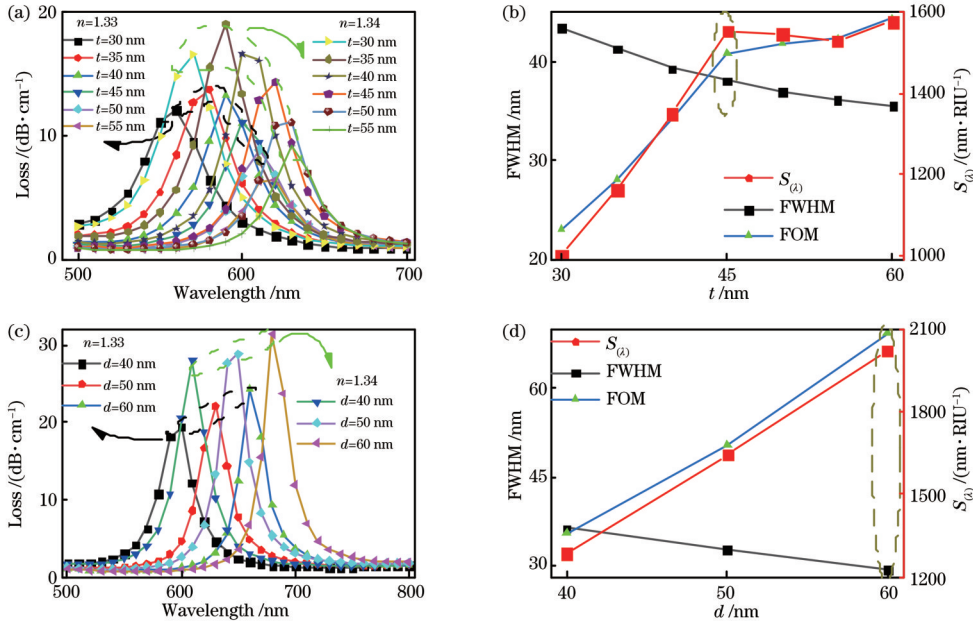 (a)
n=1.33
t=30 nm
t=35 nm
t=40 nm
t=45 nm
t=50 nm
t=55 nm
n=1.34
t=30 nm
t=35 nm
t=40 nm
t=45 nm
t=50 nm
t=55 nm
20
10
0
Loss /(dB·cm⁻¹)
500
600
700
Wavelength /nm
(b)
40
30
20
FWHM /nm
S(λ)
FWHM
FOM
1600
1400
1200
1000
S(λ) /(nm·RIU⁻¹)
30
45
60
t/nm
(c)
n=1.33
d=40 nm
d=50 nm
d=60 nm
n=1.34
d=40 nm
d=50 nm
d=60 nm
30
20
10
0
Loss /(dB·cm⁻¹)
500
600
700
800
Wavelength /nm
(d)
S(λ)
FWHM
FOM
60
45
30
FWHM /nm
2100
1800
1500
1200
S(λ) /(nm·RIU⁻¹)
40
50
60
d/nm